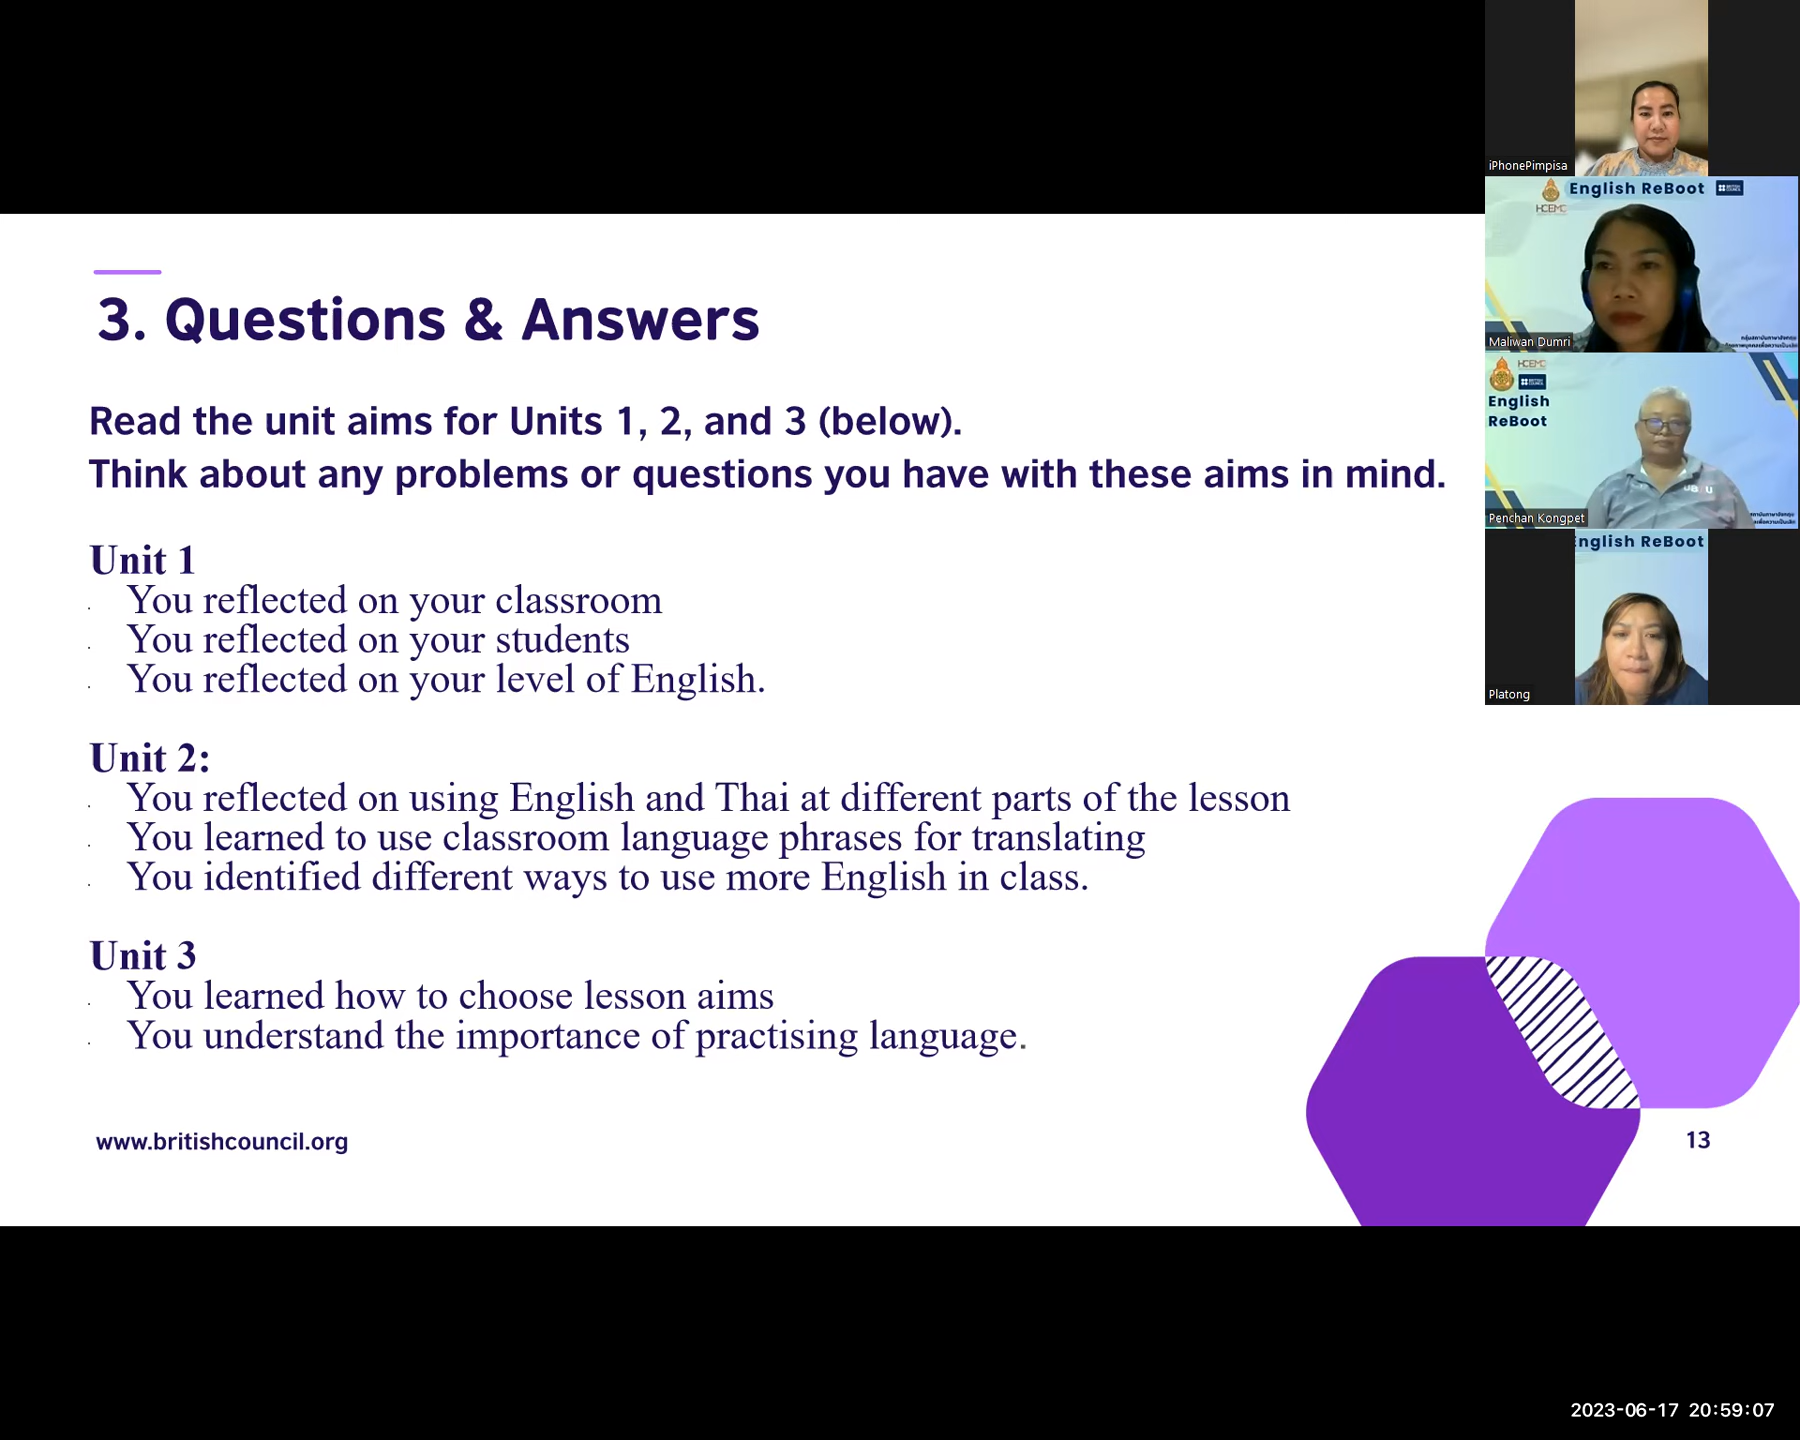 3. Questions & Answers
Read the unit aims for Units 1, 2, and 3 (below).
Think about any problems or questions you have with these aims in mind.
Unit 1
You reflected on your classroom
You reflected on your students
You reflected on your level of English.
Unit 2:
You reflected on using English and Thai at different parts of the lesson
You learned to use classroom language phrases for translating
You identified different ways to use more English in class.
Unit 3
You learned how to choose lesson aims
You understand the importance of practising language.
www.britishcouncil.org
13
iPhonePimpisa
English ReBoot
HCEMC
Maliwan Dumri
HCEMC
English
ReBoot
Penchan Kongpet
English ReBoot
Platong
2023-06-17 20:59:07